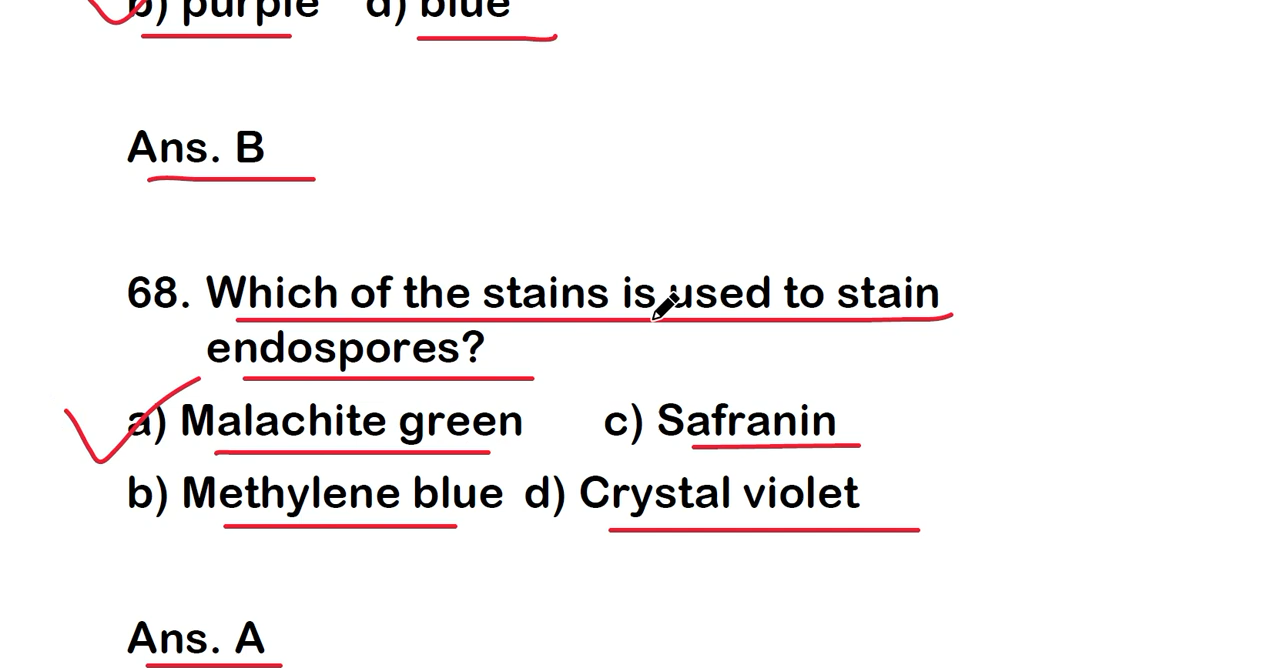 b) purple d) blue
Ans. B
68. Which of the stains is used to stain
endospores?
a) Malachite green c) Safranin
b) Methylene blue d) Crystal violet
Ans. A